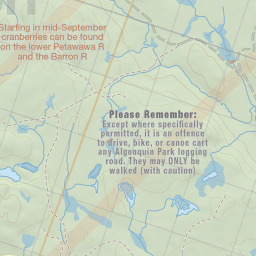 Starting in mid-September
cranberries can be found
on the lower Petawawa R
and the Barron R
Please Remember:
Except where specifically
permitted, it is an offence
to drive, bike, or canoe cart
any Algonquin Park logging
road. They may ONLY be
walked (with caution)